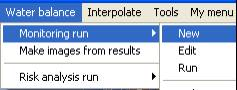 Water balance Interpolate Tools My menu
Monitoring run New
Make images from results Edit
Run
Risk analysis run